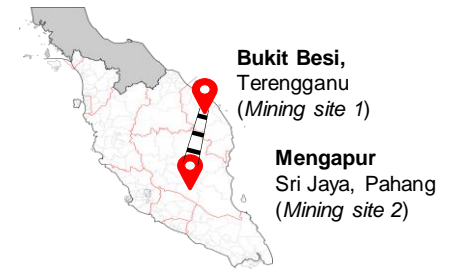 Bukit Besi,
Terengganu
(Mining site 1)
Mengapur
Sri Jaya, Pahang
(Mining site 2)